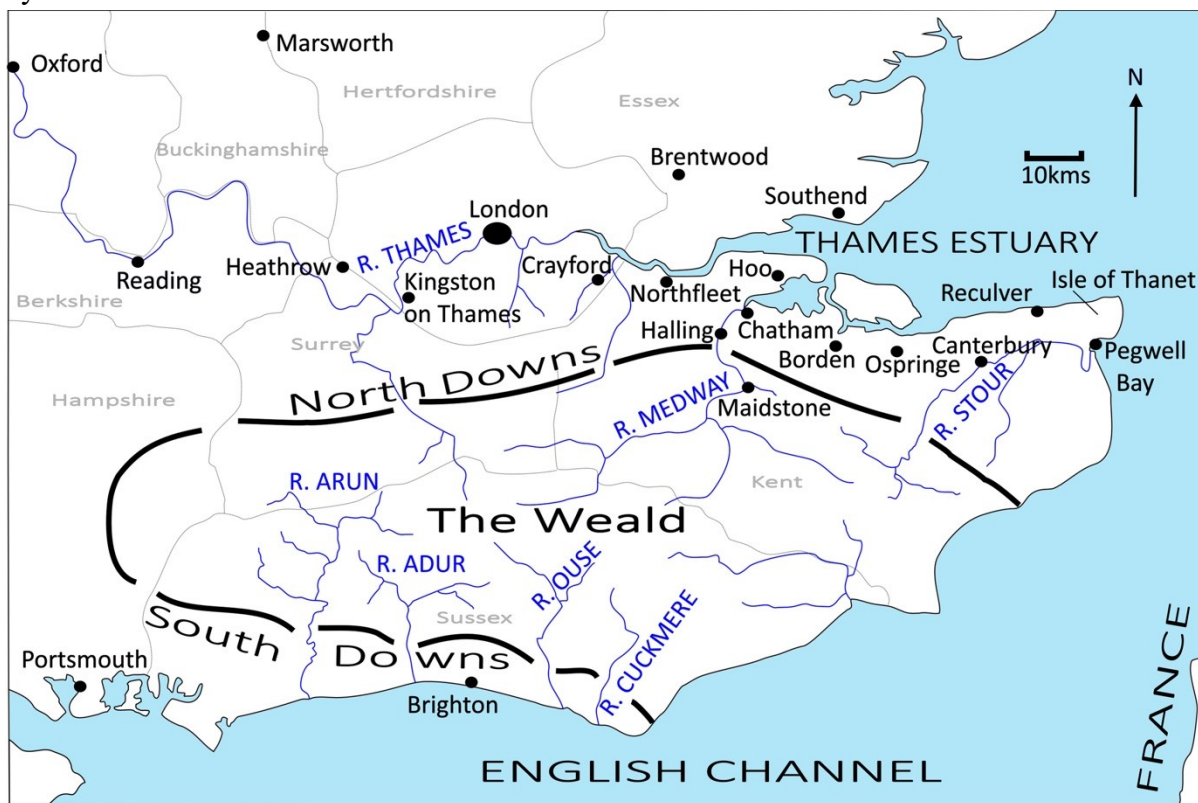 Marsworth
Oxford
Hertfordshire
Essex
N
Buckinghamshire
Brentwood
10kms
Southend
London
R. THAMES
THAMES ESTUARY
Reading
Heathrow
Crayford
Hoo
Isle of Thanet
Kingston
on Thames
Northfleet
Reculver
Berkshire
Surrey
Halling
Chatham
Borden
Ospringe
Canterbury
Pegwell
Bay
North Downs
Hampshire
R. MEDWAY
Maidstone
R. STOUR
R. ARUN
Kent
The Weald
R. ADUR
R. OUSE
Sussex
South Downs
R. CUCKMERE
Portsmouth
Brighton
FRANCE
ENGLISH CHANNEL